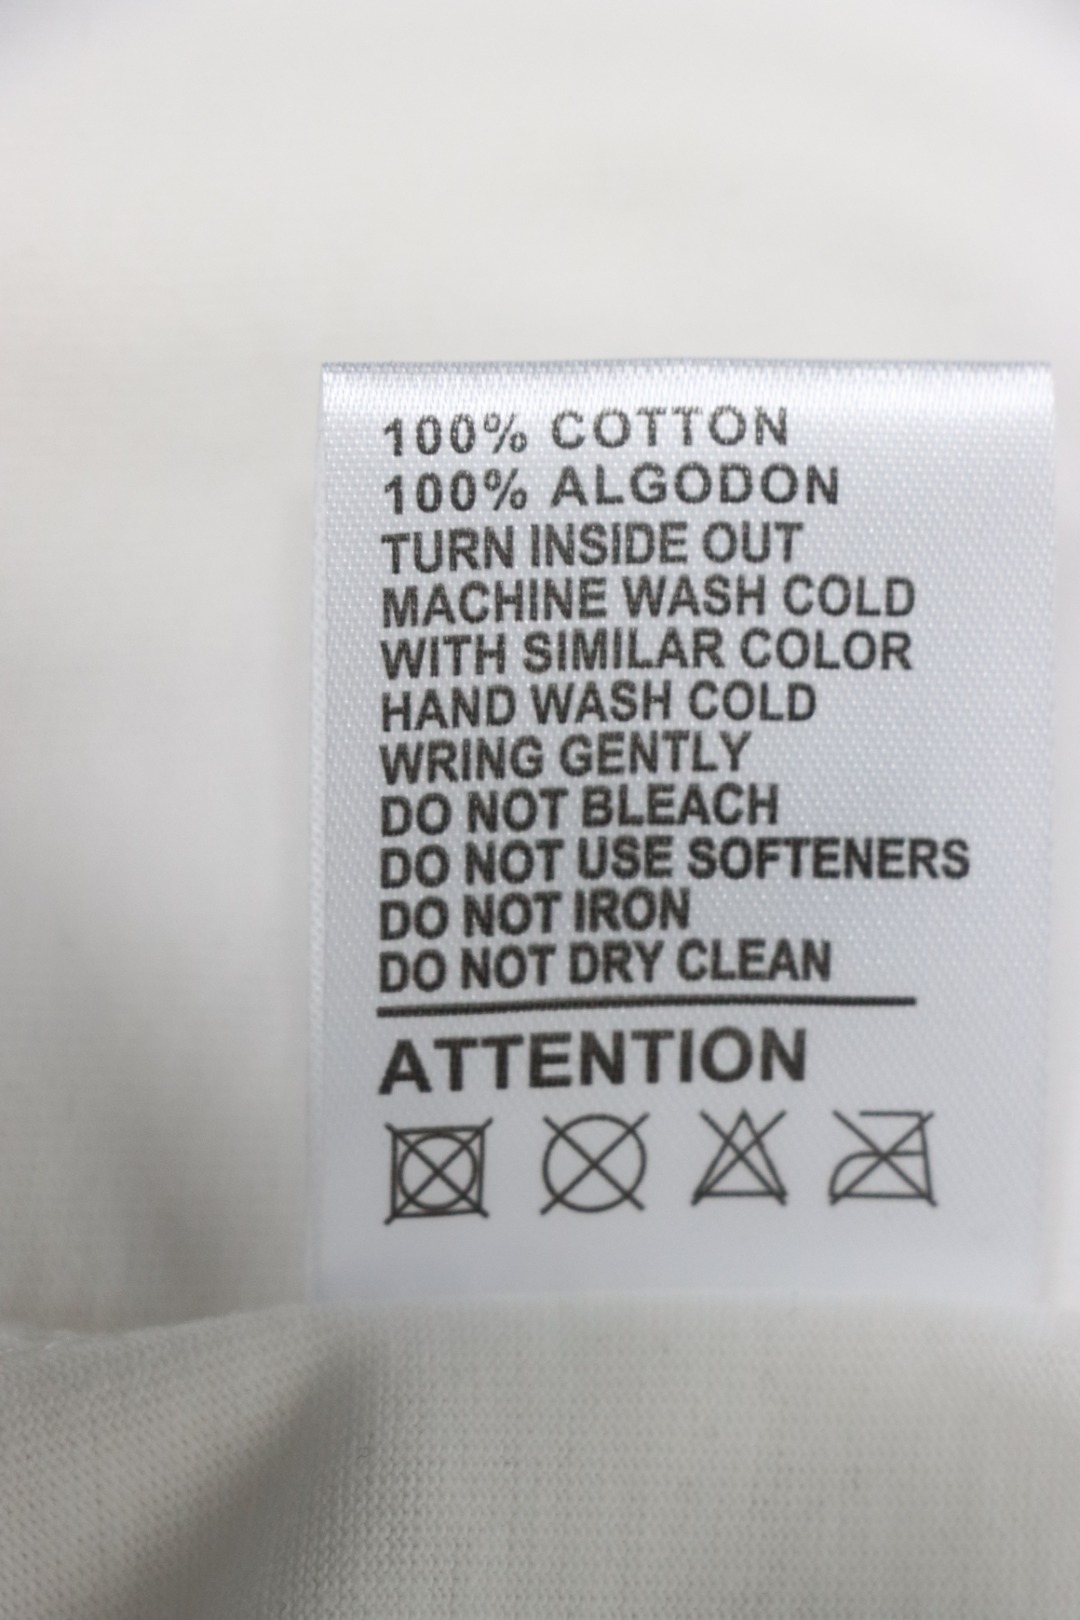 100% COTTON
100% ALGODON
TURN INSIDE OUT
MACHINE WASH COLD
WITH SIMILAR COLOR
HAND WASH COLD
WRING GENTLY
DO NOT BLEACH
DO NOT USE SOFTENERS
DO NOT IRON
DO NOT DRY CLEAN
ATTENTION